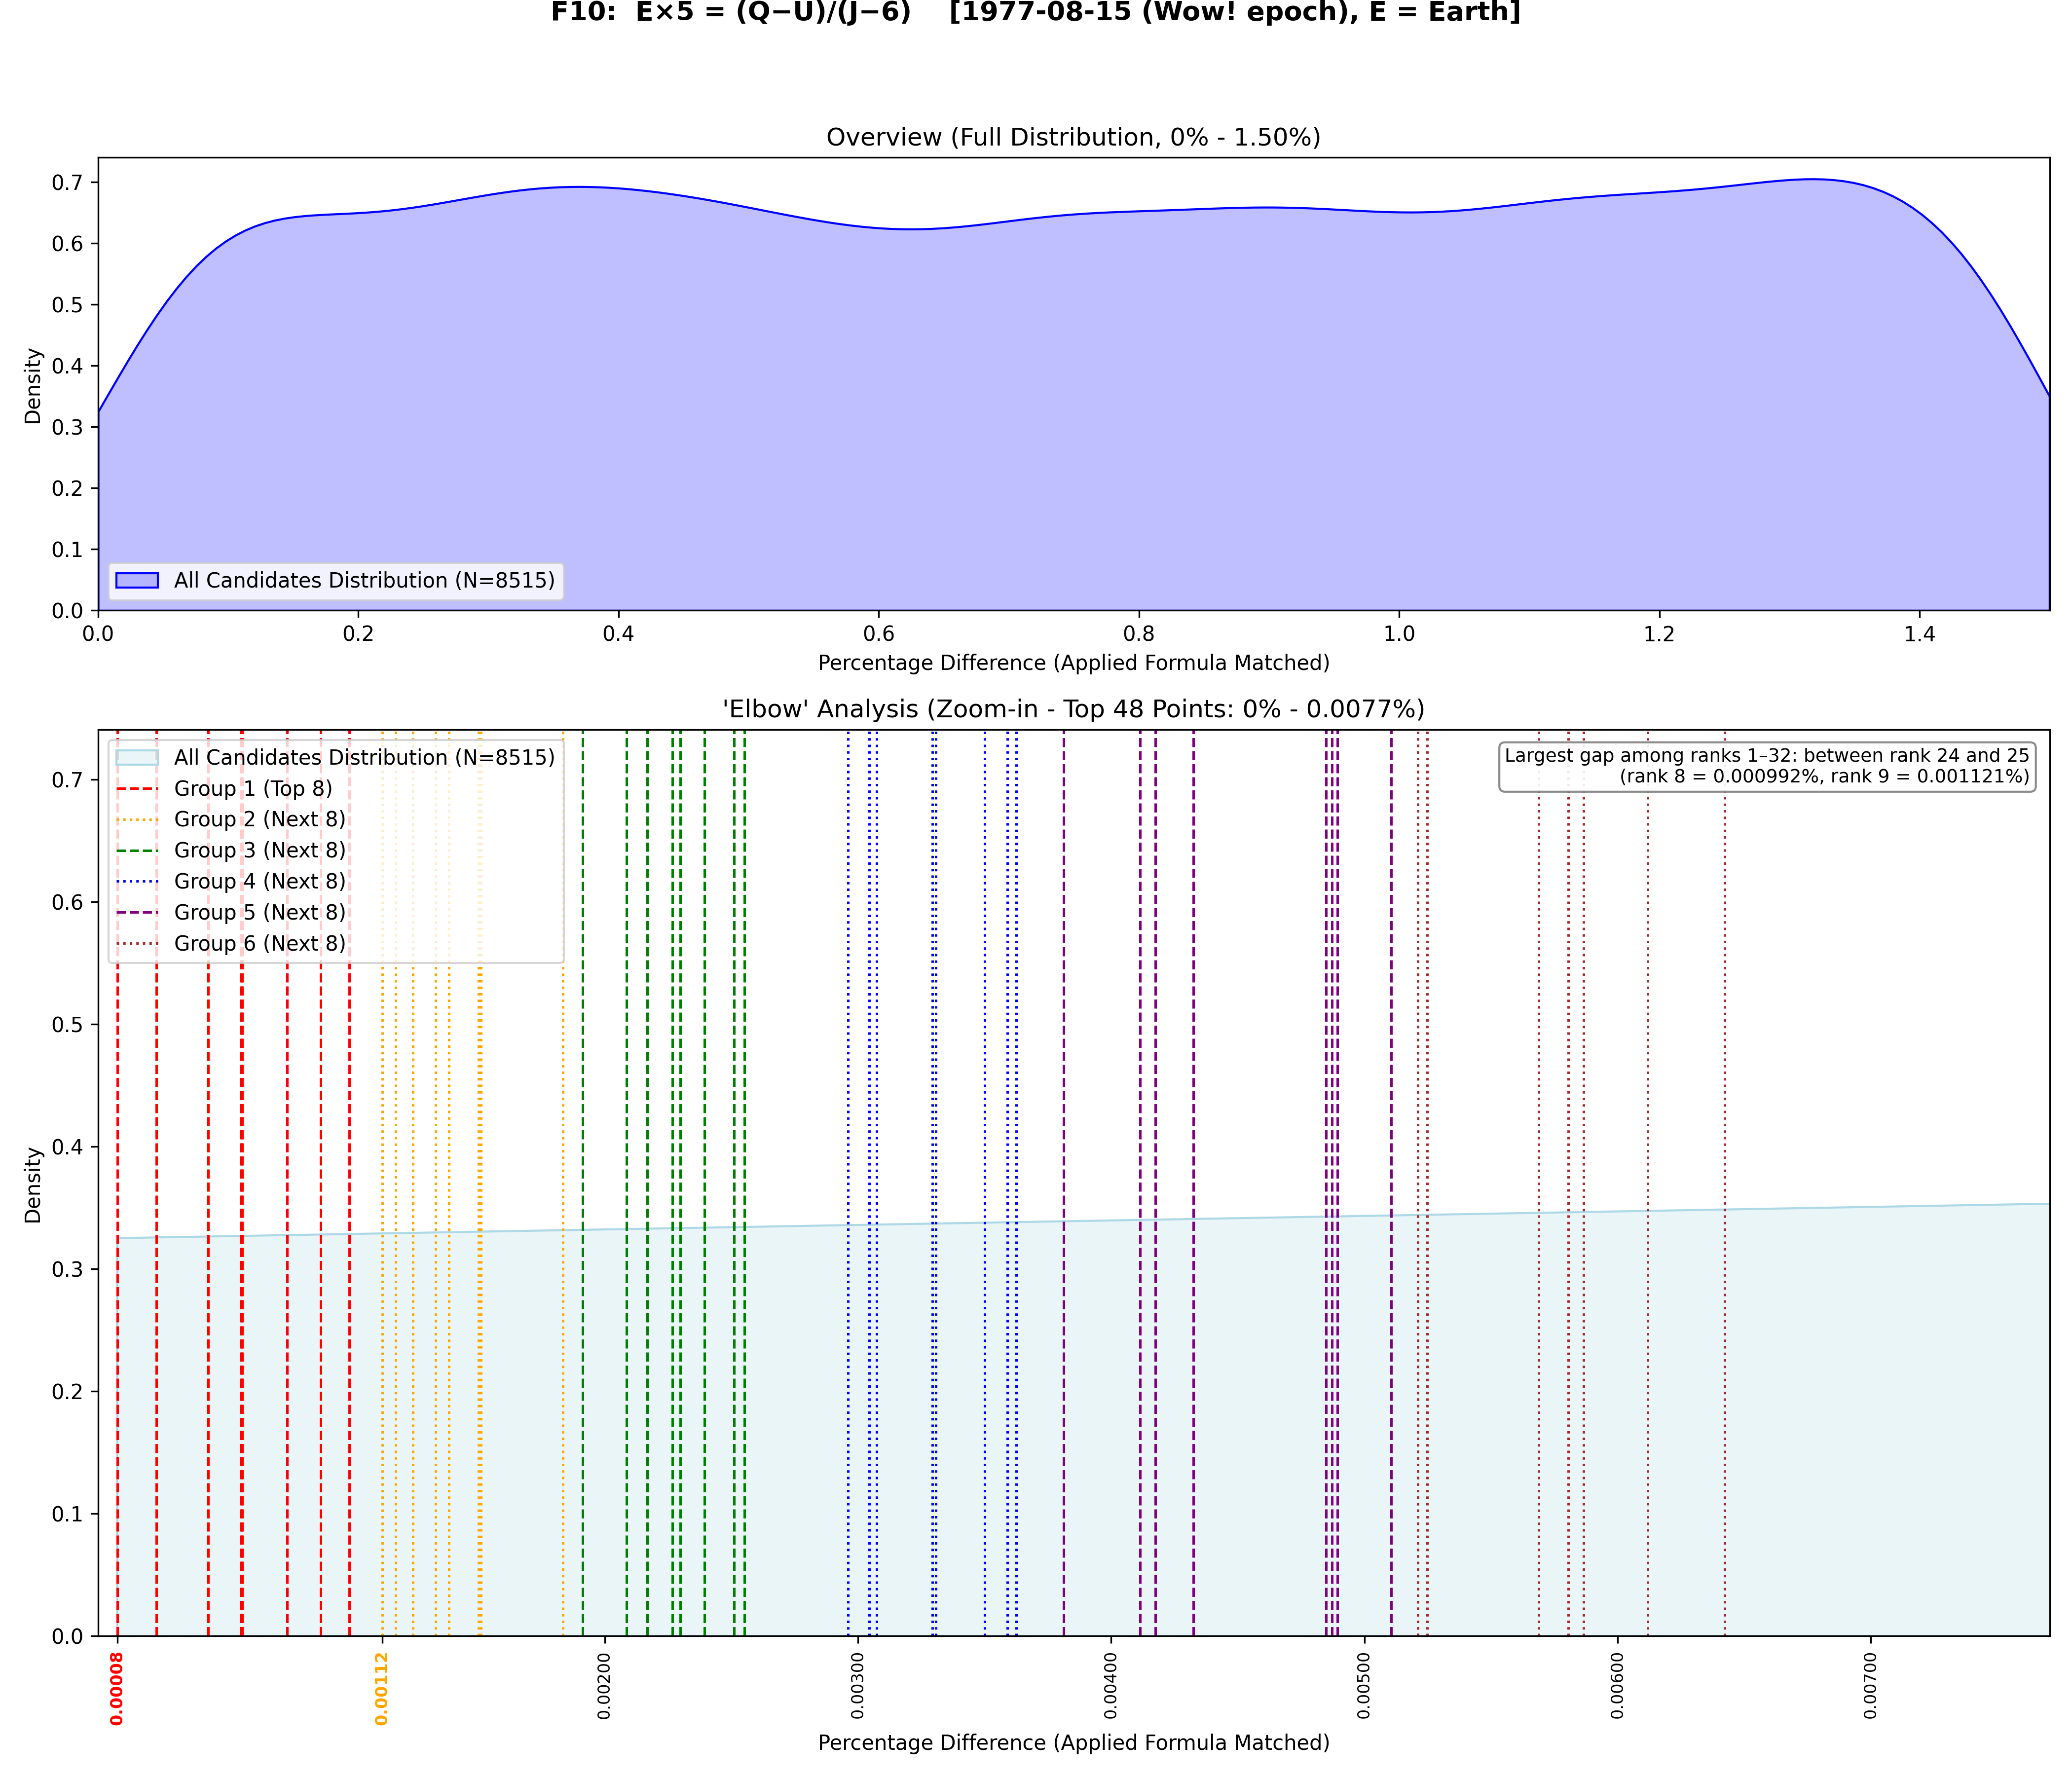 F10:  E×5 = (Q−U)/(J−6)    [1977-08-15 (Wow! epoch), E = Earth]
Overview (Full Distribution, 0% - 1.50%)
Density
0.7
0.6
0.5
0.4
0.3
0.2
0.1
0.0
All Candidates Distribution (N=8515)
0.0 0.2 0.4 0.6 0.8 1.0 1.2 1.4
Percentage Difference (Applied Formula Matched)
'Elbow' Analysis (Zoom-in - Top 48 Points: 0% - 0.0077%)
Density
0.7
0.6
0.5
0.4
0.3
0.2
0.1
0.0
All Candidates Distribution (N=8515)
Group 1 (Top 8)
Group 2 (Next 8)
Group 3 (Next 8)
Group 4 (Next 8)
Group 5 (Next 8)
Group 6 (Next 8)
Largest gap among ranks 1–32: between rank 24 and 25
(rank 8 = 0.000992%, rank 9 = 0.001121%)
0.00008 0.00112 0.00200 0.00300 0.00400 0.00500 0.00600 0.00700
Percentage Difference (Applied Formula Matched)